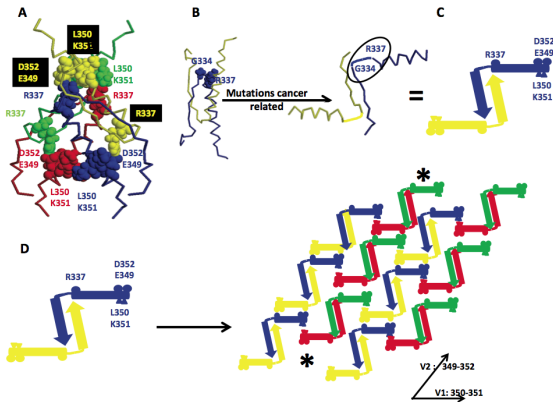 A
L350
K351
D352
E349
L350
K351
R337
R337
R337
R337
D352
E349
D352
E349
L350
K351
L350
K351
B
G334
R337
Mutations cancer
related
R337
G334
=
C
R337
D352
E349
L350
K351
D
R337
D352
E349
L350
K351
*
*
V2 : 349-352
V1: 350-351